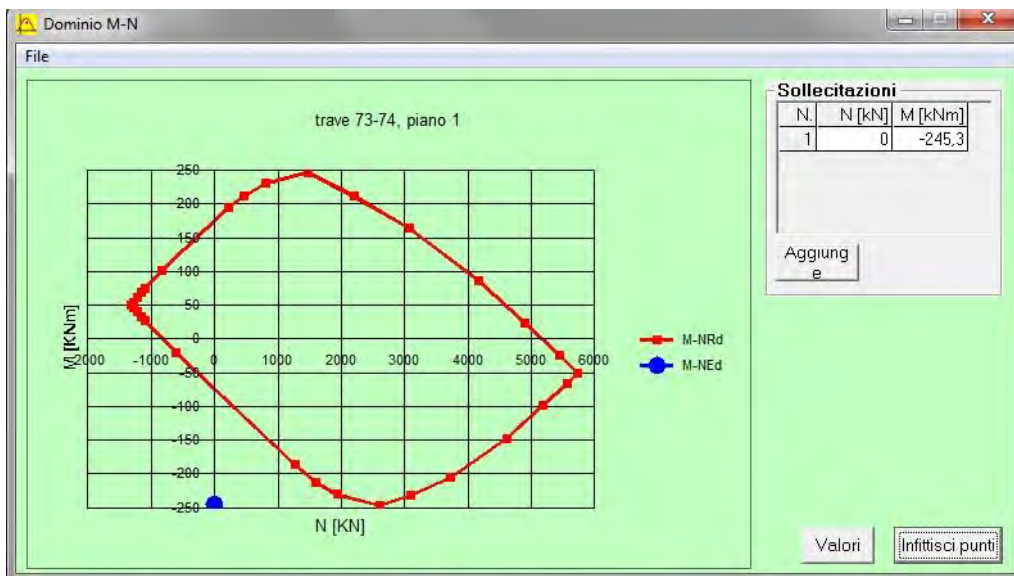 Dominio M-N
File
trave 73-74, piano 1
250
200
150
100
50
0
-50
-100
-150
-200
-250
M [KNm]
2000 -1000 0 1000 2000 3000 4000 5000 6000
N [KN]
M-NRd
M-NEd
Sollecitazioni
N. N [kN] M [kNm]
1 0 -245,3
Aggiung
e
Valori
Infittisci punti